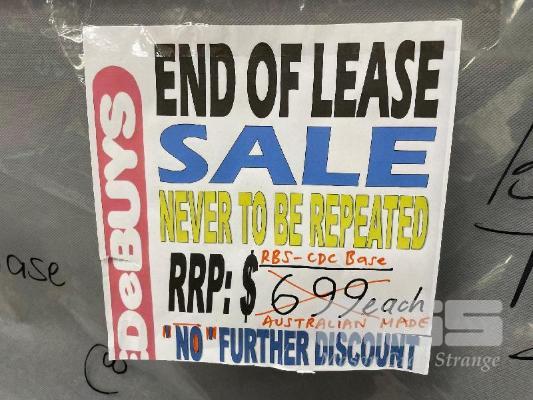 END OF LEASE
SALE
NEVER TO BE REPEATED
RBS-CDC Base
RRP: $ 699 each
AUSTRALIAN MADE
"NO" FURTHER DISCOUNT
DeBUYS
ase
Strange